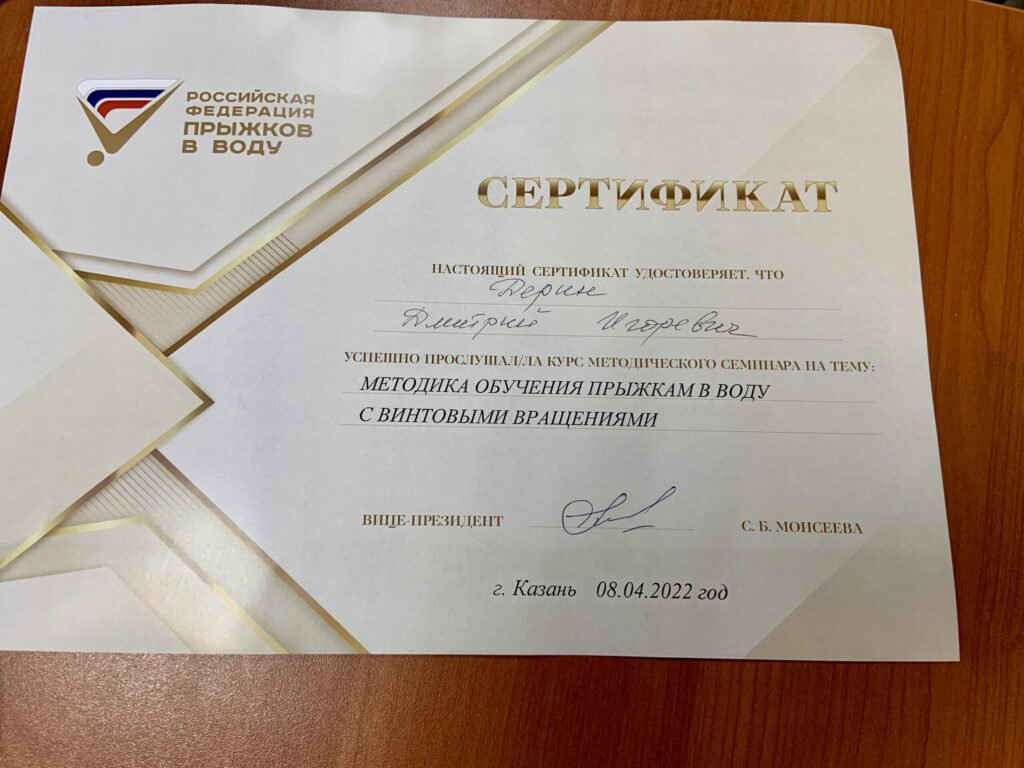 РОССИЙСКАЯ
ФЕДЕРАЦИЯ
ПРЫЖКОВ
В ВОДУ
СЕРТИФИКАТ
НАСТОЯЩИЙ СЕРТИФИКАТ УДОСТОВЕРЯЕТ, ЧТО
Дерин
Дмитрий Игоревич
УСПЕШНО ПРОСЛУШАЛ/ЛА КУРС МЕТОДИЧЕСКОГО СЕМИНАРА НА ТЕМУ:
МЕТОДИКА ОБУЧЕНИЯ ПРЫЖКАМ В ВОДУ
С ВИНТОВЫМИ ВРАЩЕНИЯМИ
ВИЦЕ-ПРЕЗИДЕНТ С. Б. МОИСЕЕВА
г. Казань 08.04.2022 год